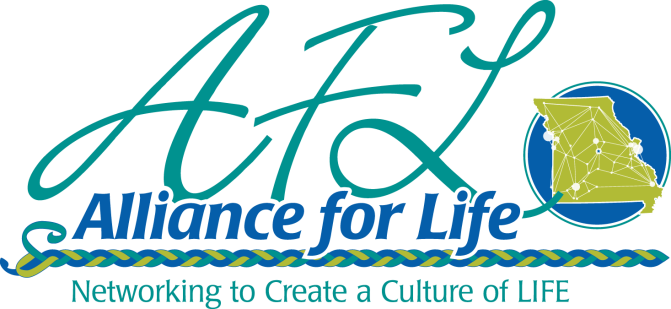 AFL
Alliance for Life
Networking to Create a Culture of LIFE